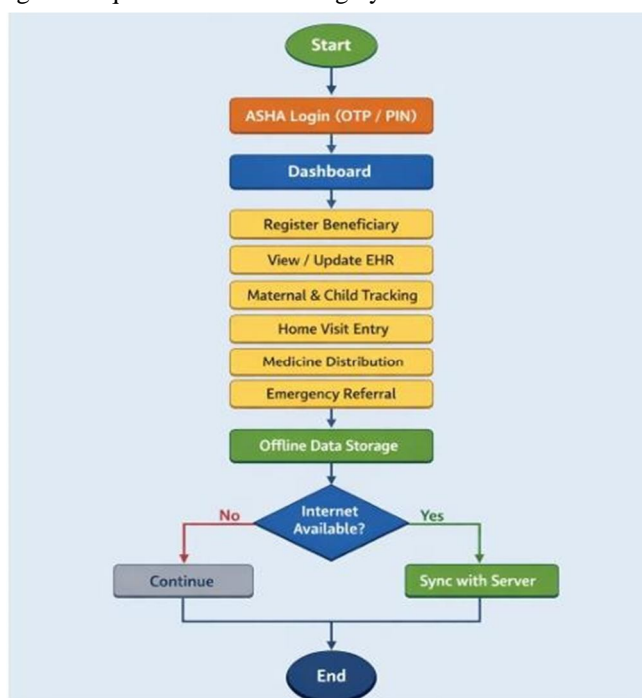 Start
ASHA Login (OTP / PIN)
Dashboard
Register Beneficiary
View / Update EHR
Maternal & Child Tracking
Home Visit Entry
Medicine Distribution
Emergency Referral
Offline Data Storage
Internet
Available?
No
Yes
Continue
Sync with Server
End